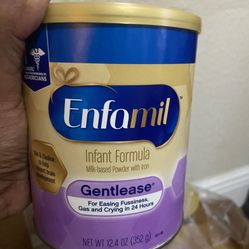 Enfamil
Infant Formula
Milk-based Powder with Iron
Gentlease®
For Easing Fussiness,
Gas and Crying in 24 Hours
NET WT 12.4 OZ (352 g)